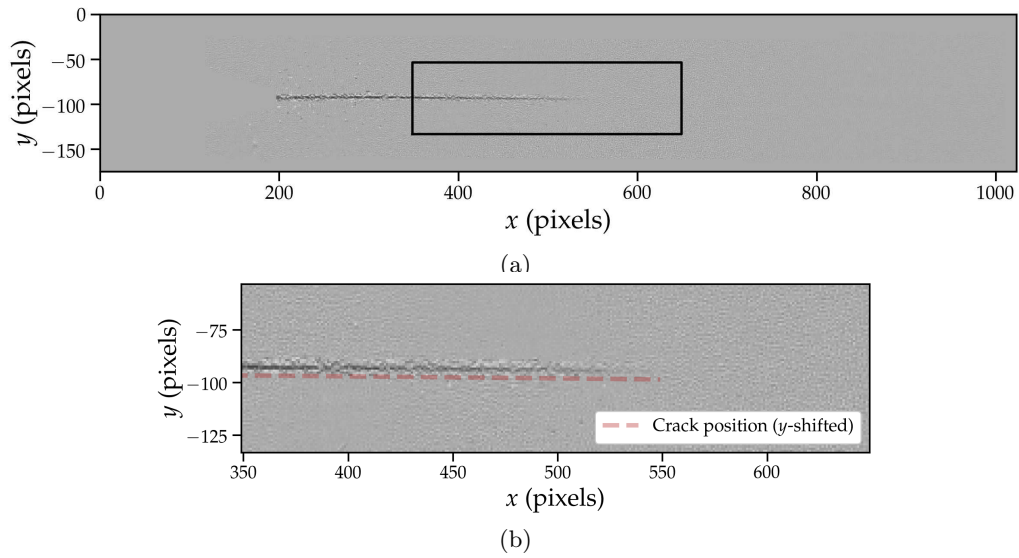 0
−50
−100
−150
y (pixels)
0 200 400 600 800 1000
x (pixels)
(a)
−75
−100
−125
y (pixels)
Crack position (y-shifted)
350 400 450 500 550 600
x (pixels)
(b)